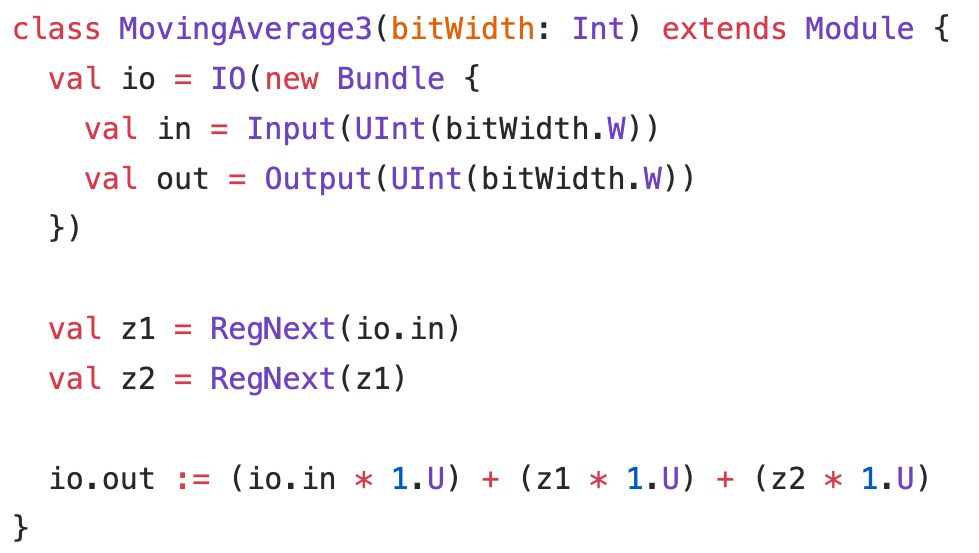 class MovingAverage3(bitWidth: Int) extends Module {
  val io = IO(new Bundle {
    val in = Input(UInt(bitWidth.W))
    val out = Output(UInt(bitWidth.W))
  })

  val z1 = RegNext(io.in)
  val z2 = RegNext(z1)

  io.out := (io.in * 1.U) + (z1 * 1.U) + (z2 * 1.U)
}